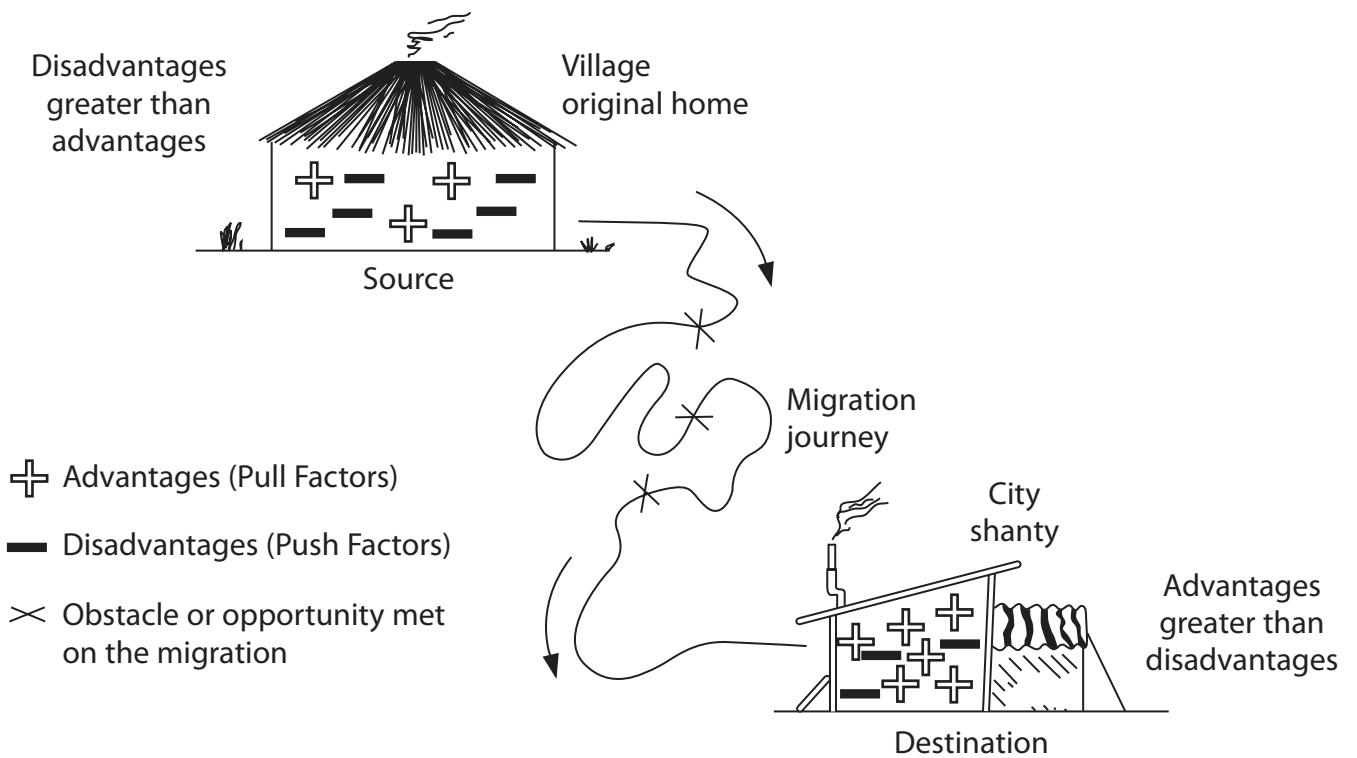 Disadvantages
greater than
advantages
Village
original home
Source
Migration
journey
Advantages (Pull Factors)
Disadvantages (Push Factors)
Obstacle or opportunity met
on the migration
City
shanty
Advantages
greater than
disadvantages
Destination